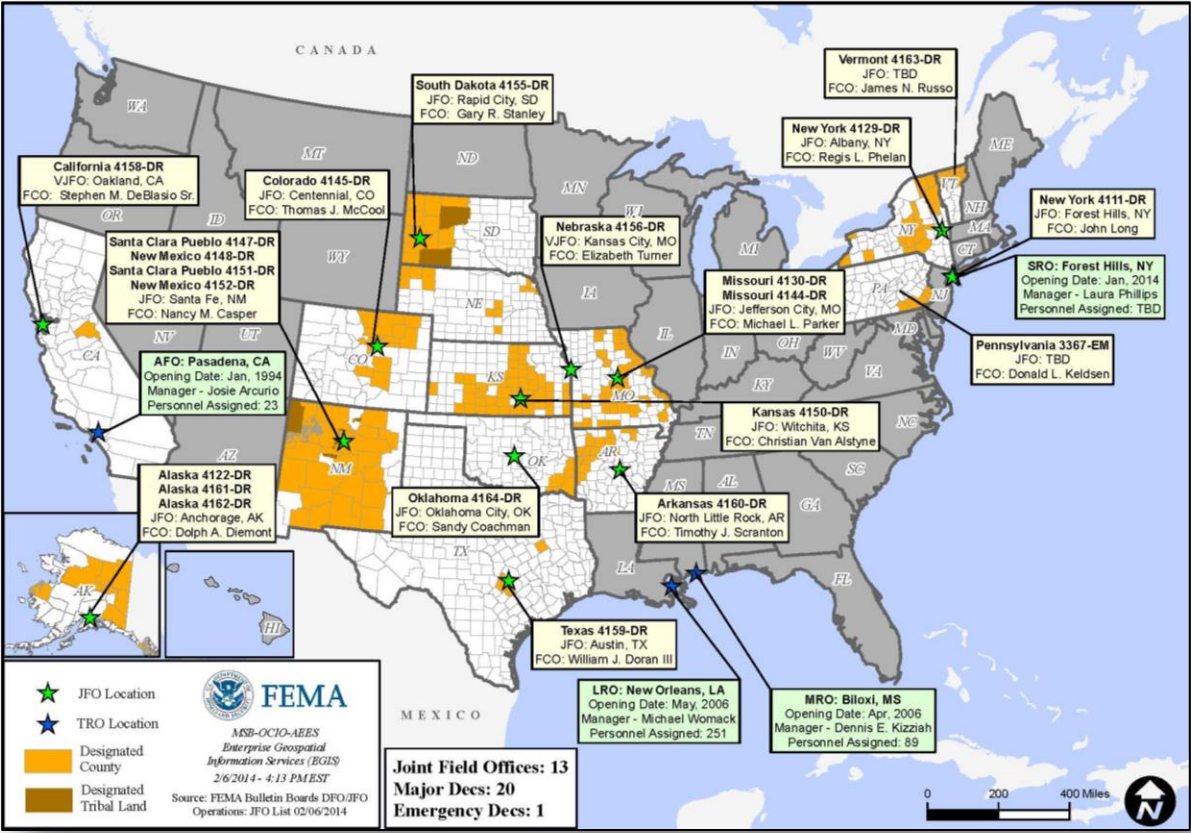 CANADA
Vermont 4163-DR
JFO: TBD
FCO: James N. Russo
South Dakota 4155-DR
JFO: Rapid City, SD
FCO: Gary R. Stanley
New York 4129-DR
JFO: Albany, NY
FCO: Regis L. Phelan
California 4158-DR
VJFO: Oakland, CA
FCO: Stephen M. DeBlasio Sr.
Colorado 4145-DR
JFO: Centennial, CO
FCO: Thomas J. McCool
New York 4111-DR
JFO: Forest Hills, NY
FCO: John Long
Nebraska 4156-DR
VJFO: Kansas City, MO
FCO: Elizabeth Turner
Santa Clara Pueblo 4147-DR
New Mexico 4148-DR
Santa Clara Pueblo 4151-DR
New Mexico 4152-DR
JFO: Santa Fe, NM
FCO: Nancy M. Casper
Missouri 4130-DR
Missouri 4144-DR
JFO: Jefferson City, MO
FCO: Michael L. Parker
SRO: Forest Hills, NY
Opening Date: Jan, 2014
Manager - Laura Phillips
Personnel Assigned: TBD
Pennsylvania 3367-EM
JFO: TBD
FCO: Donald L. Keldsen
AFO: Pasadena, CA
Opening Date: Jan, 1994
Manager - Josie Arcurio
Personnel Assigned: 23
Kansas 4150-DR
JFO: Witchita, KS
FCO: Christian Van Alstyne
Alaska 4122-DR
Alaska 4161-DR
Alaska 4162-DR
JFO: Anchorage, AK
FCO: Dolph A. Diemont
Oklahoma 4164-DR
JFO: Oklahoma City, OK
FCO: Sandy Coachman
Arkansas 4160-DR
JFO: North Little Rock, AR
FCO: Timothy J. Scranton
Texas 4159-DR
JFO: Austin, TX
FCO: William J. Doran III
LRO: New Orleans, LA
Opening Date: May, 2006
Manager - Michael Womack
Personnel Assigned: 251
MRO: Biloxi, MS
Opening Date: Apr, 2006
Manager - Dennis E. Kizziah
Personnel Assigned: 89
WA
MT
ND
MN
ME
OR
ID
WY
SD
WI
MI
NY
VT
NH
MA
CT
NV
UT
CO
NE
IA
IL
IN
OH
PA
NJ
MD
CA
KS
MO
KY
WV
VA
AZ
NM
OK
AR
TN
NC
SC
TX
LA
MS
AL
GA
FL
AK
HI
MEXICO
JFO Location
TRO Location
Designated
County
Designated
Tribal Land
FEMA
MSB-OCIO-AEES
Enterprise Geospatial
Information Services (EGIS)
2/6/2014 - 4:13 PM EST
Source: FEMA Bulletin Boards DFO/JFO
Operations: JFO List 02/06/2014
Joint Field Offices: 13
Major Decs: 20
Emergency Decs: 1
0 200 400 Miles
N